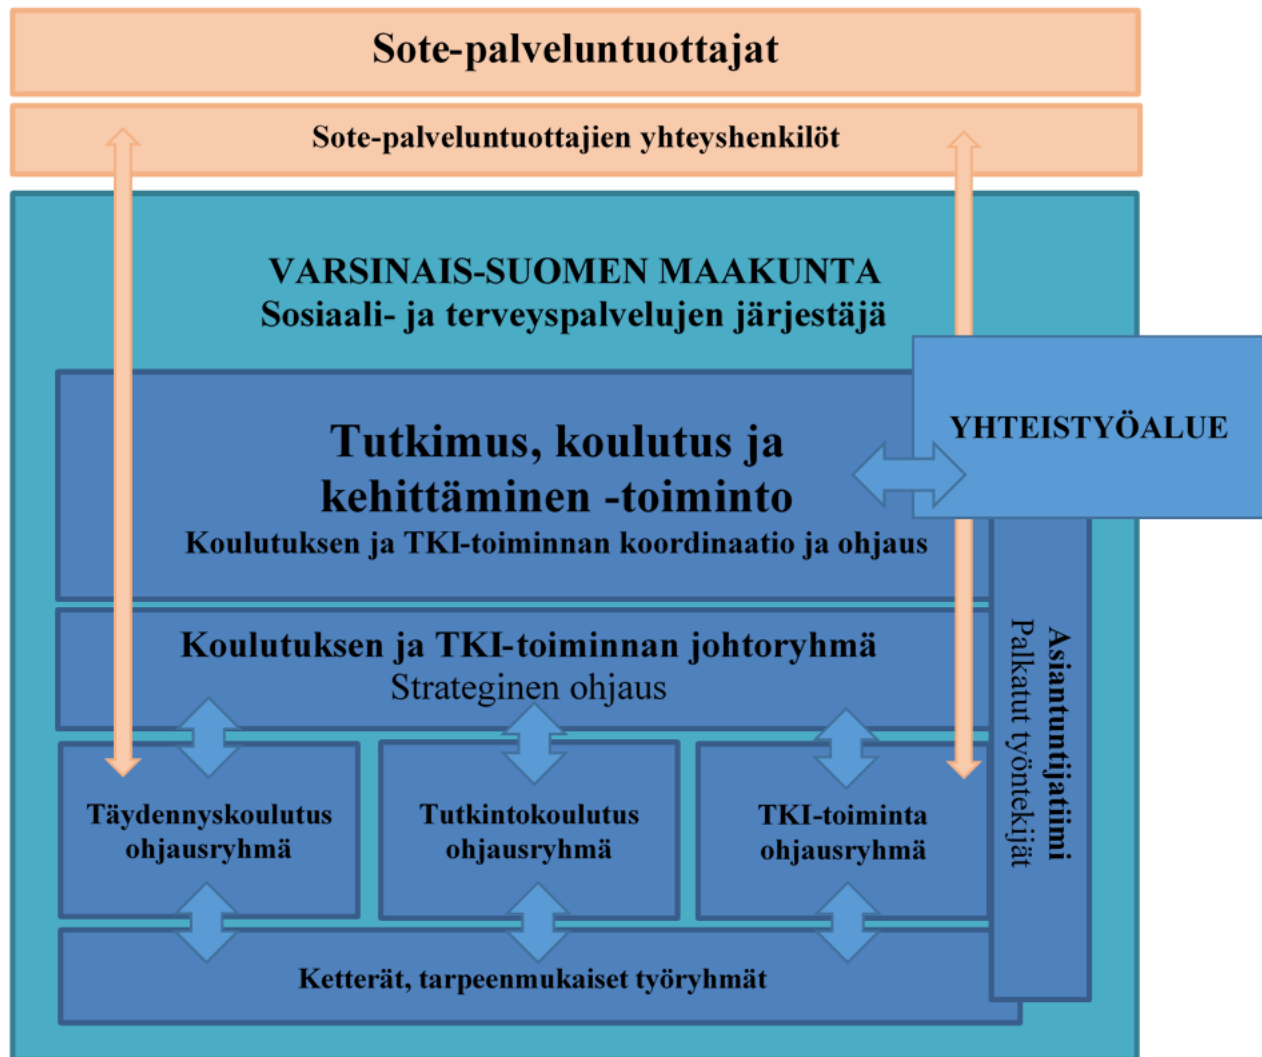 Sote-palveluntuottajat
Sote-palveluntuottajien yhteyshenkilöt
VARSINAIS-SUOMEN MAAKUNTA
Sosiaali- ja terveyspalvelujen järjestäjä
YHTEISTYÖALUE
Tutkimus, koulutus ja
kehittäminen -toiminto
Koulutuksen ja TKI-toiminnan koordinaatio ja ohjaus
Koulutuksen ja TKI-toiminnan johtoryhmä
Strateginen ohjaus
Asiantuntijatiimi
Palkatut työntekijät
Täydennyskoulutus
ohjausryhmä
Tutkintokoulutus
ohjausryhmä
TKI-toiminta
ohjausryhmä
Ketterät, tarpeenmukaiset työryhmät